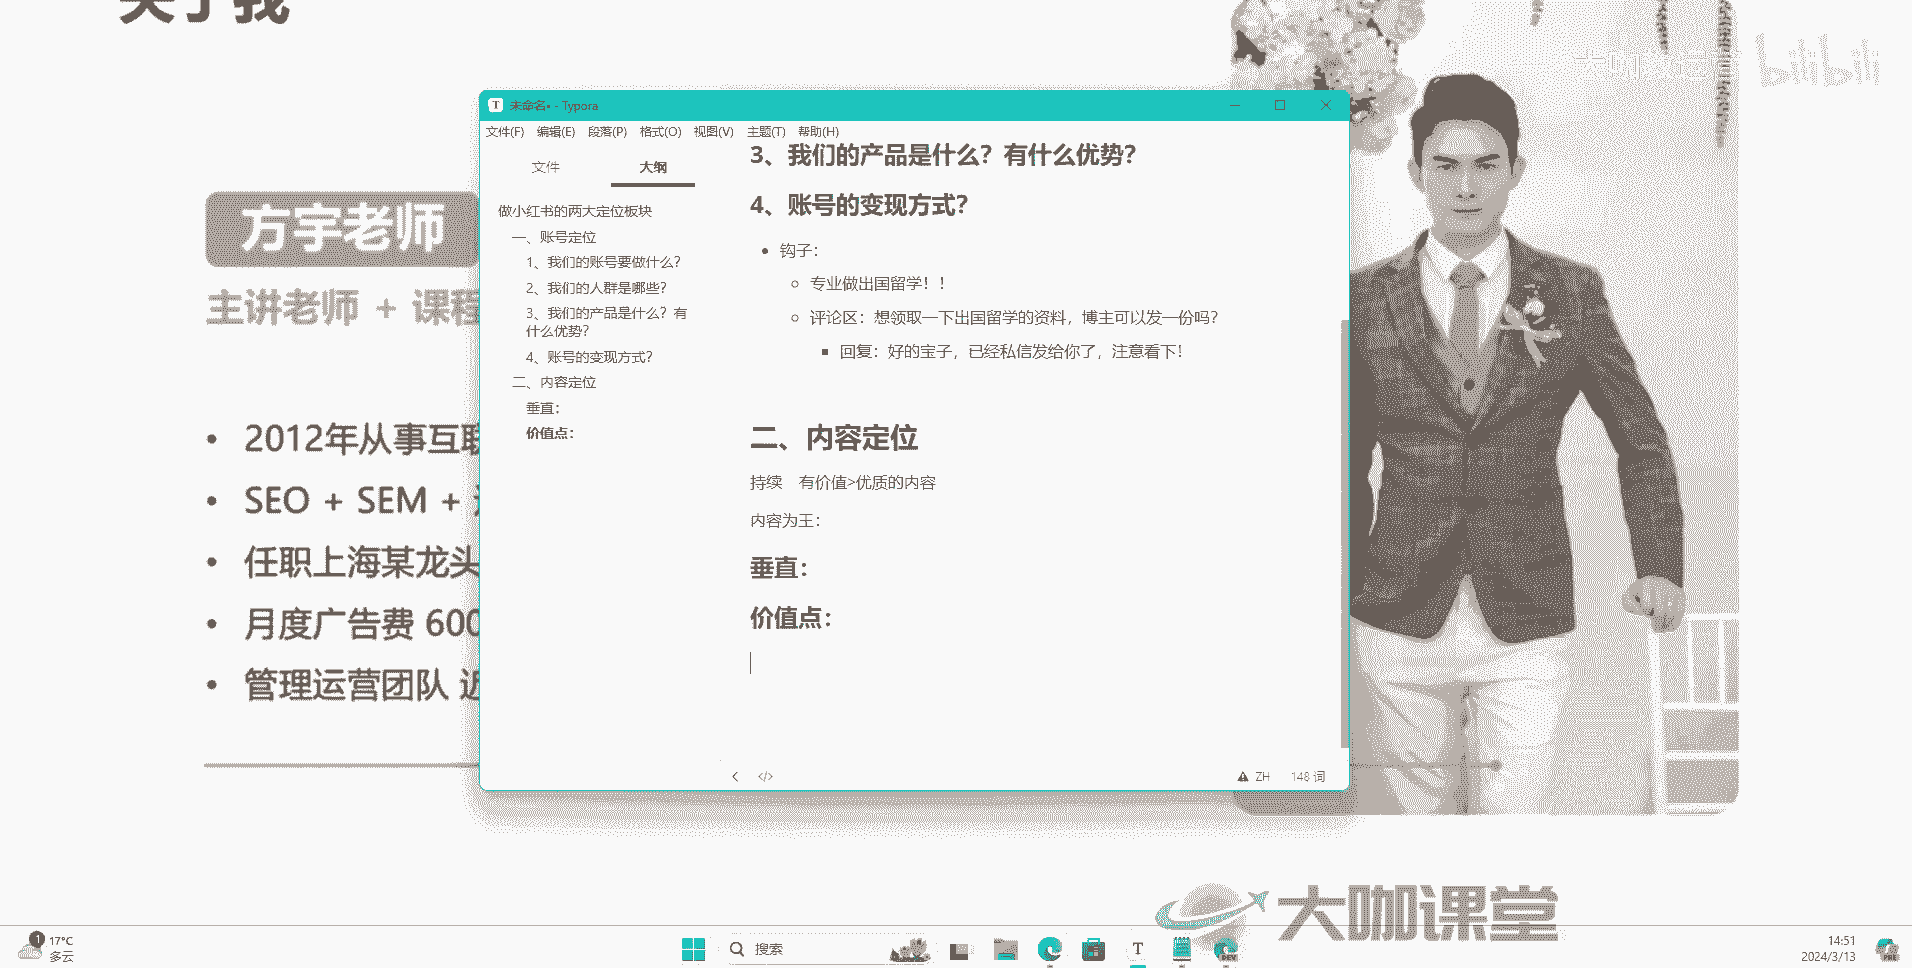 关于我
bilibili
未命名• - Typora
文件(F) 编辑(E) 段落(P) 格式(O) 视图(V) 主题(T) 帮助(H)
文件 大纲
做小红书的两大定位板块
一、账号定位
1、我们的账号要做什么？
2、我们的人群是哪些？
3、我们的产品是什么？有
什么优势？
4、账号的变现方式？
二、内容定位
垂直：
价值点：
3、我们的产品是什么？有什么优势？
4、账号的变现方式？
• 钩子：
专业做出国留学！！
评论区：想领取一下出国留学的资料，博主可以发一份吗？
回复：好的宝子，已经私信发给你了，注意看下！
二、内容定位
持续 有价值>优质的内容
内容为王：
垂直：
价值点：
ZH 148 词
方宇老师
主讲老师 + 课程
• 2012年从事互联
• SEO + SEM +
• 任职上海某龙头
• 月度广告费 600
• 管理运营团队 近
大咖课堂
1 17°C
多云
搜索
T
DEV
14:51
2024/3/13
PRE